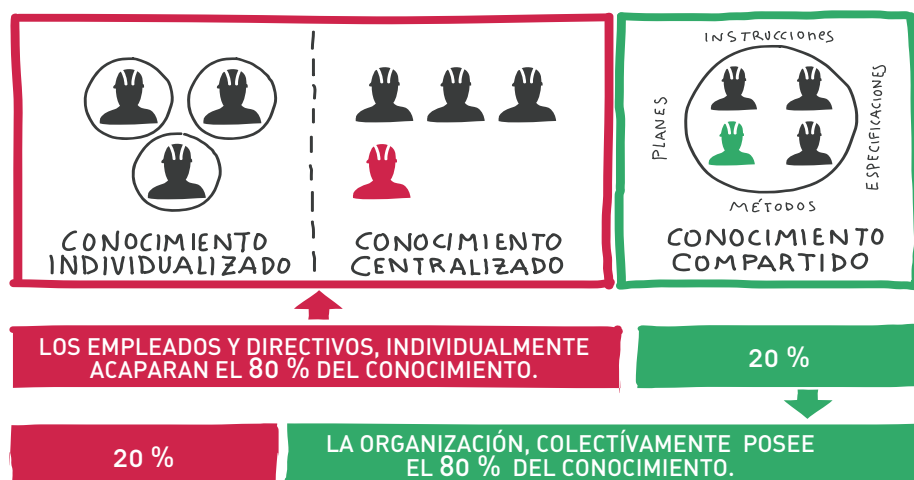 CONOCIMIENTO
INDIVIDUALIZADO
CONOCIMIENTO
CENTRALIZADO
INSTRUCCIONES
PLANES
ESPECIFICACIONES
MÉTODOS
CONOCIMIENTO
COMPARTIDO
LOS EMPLEADOS Y DIRECTIVOS, INDIVIDUALMENTE
ACAPARAN EL 80 % DEL CONOCIMIENTO.
20 %
20 %
LA ORGANIZACIÓN, COLECTÍVAMENTE POSEE
EL 80 % DEL CONOCIMIENTO.